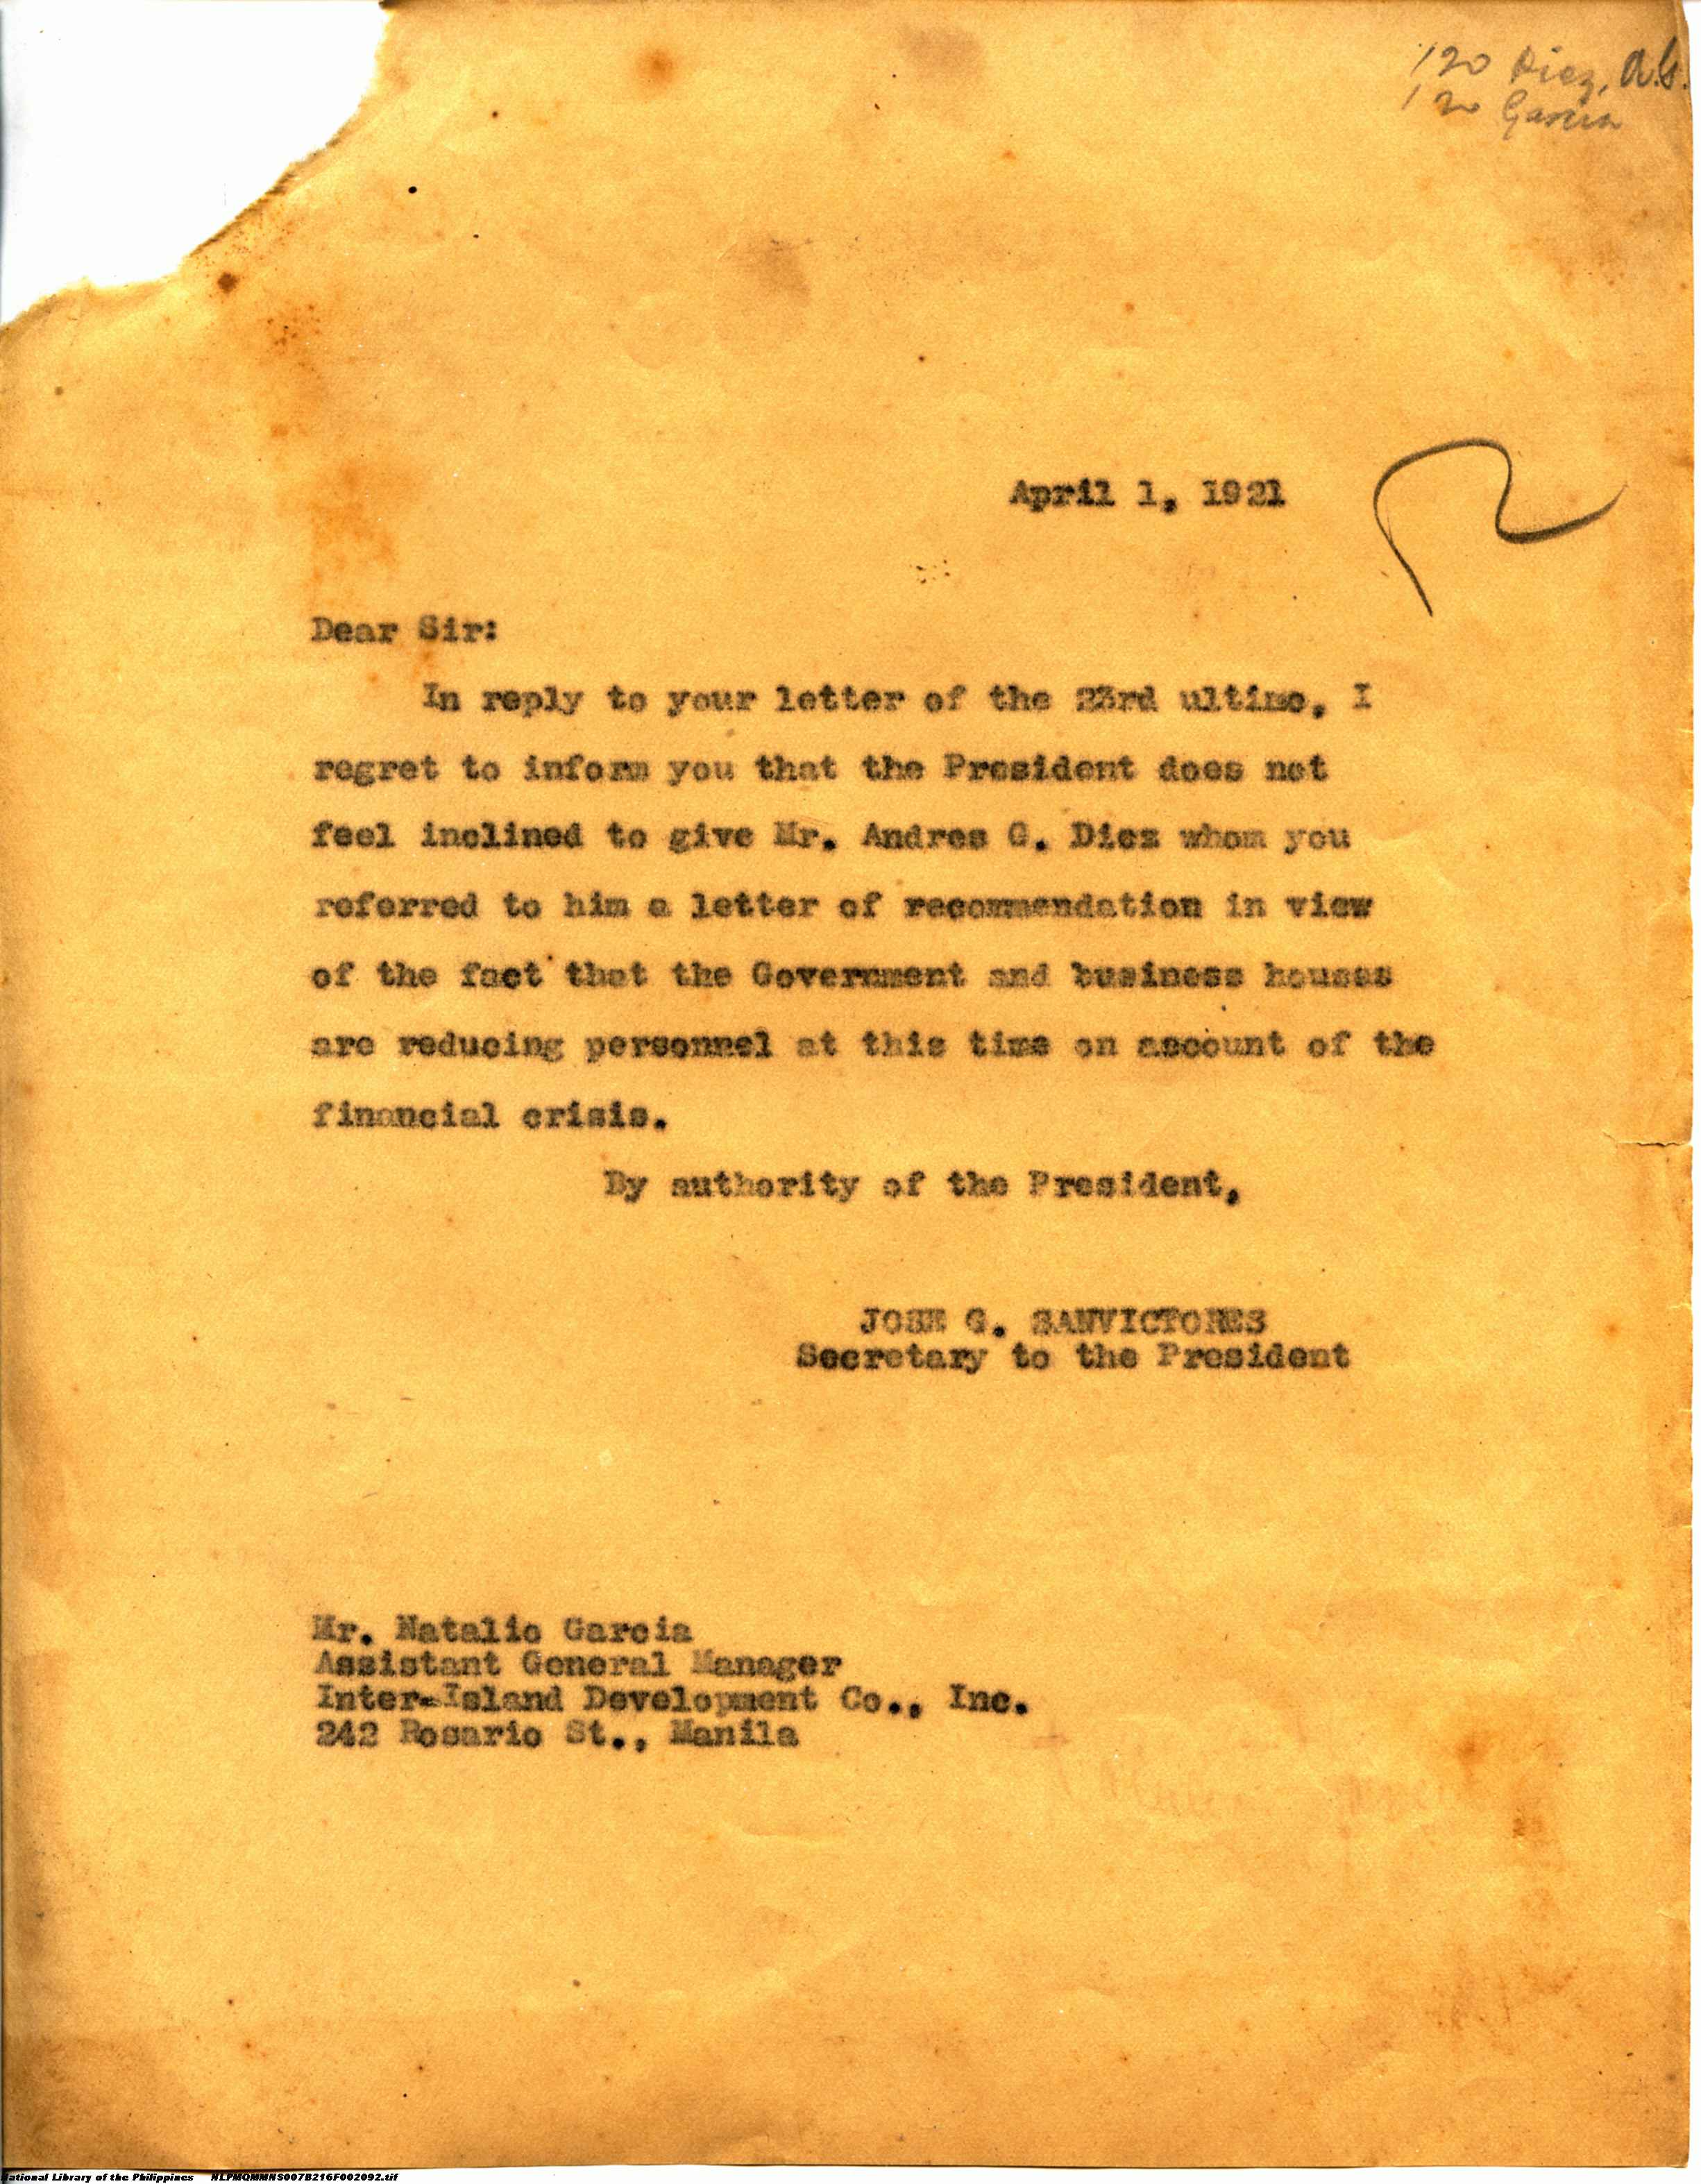 120 Diez, A.G.
120 Garcia
April 1, 1921
Dear Sir:
In reply to your letter of the 23rd ultimo, I
regret to inform you that the President does not
feel inclined to give Mr. Andres G. Diez whom you
referred to him a letter of recommendation in view
of the fact that the Government and business houses
are reducing personnel at this time on account of the
financial crisis.
By authority of the President,
JOSE G. SANVICTORES
Secretary to the President
Mr. Natalio Garcia
Assistant General Manager
Inter-Island Development Co., Inc.
242 Rosario St., Manila
National Library of the Philippines NLPMQMMNS007B216F002092.tif